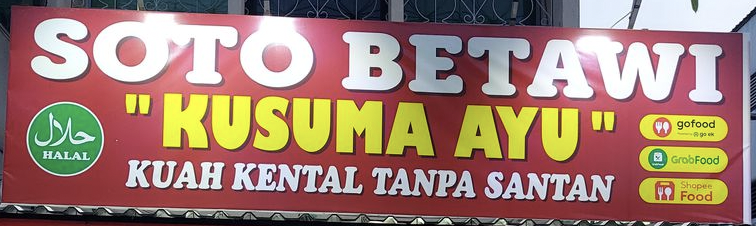 SOTO BETAWI
"KUSUMA AYU"
KUAH KENTAL TANPA SANTAN
حلال
HALAL
gofood
GrabFood
Shopee
Food